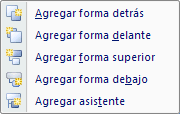 Agregar forma detrás
Agregar forma delante
Agregar forma superior
Agregar forma debajo
Agregar asistente